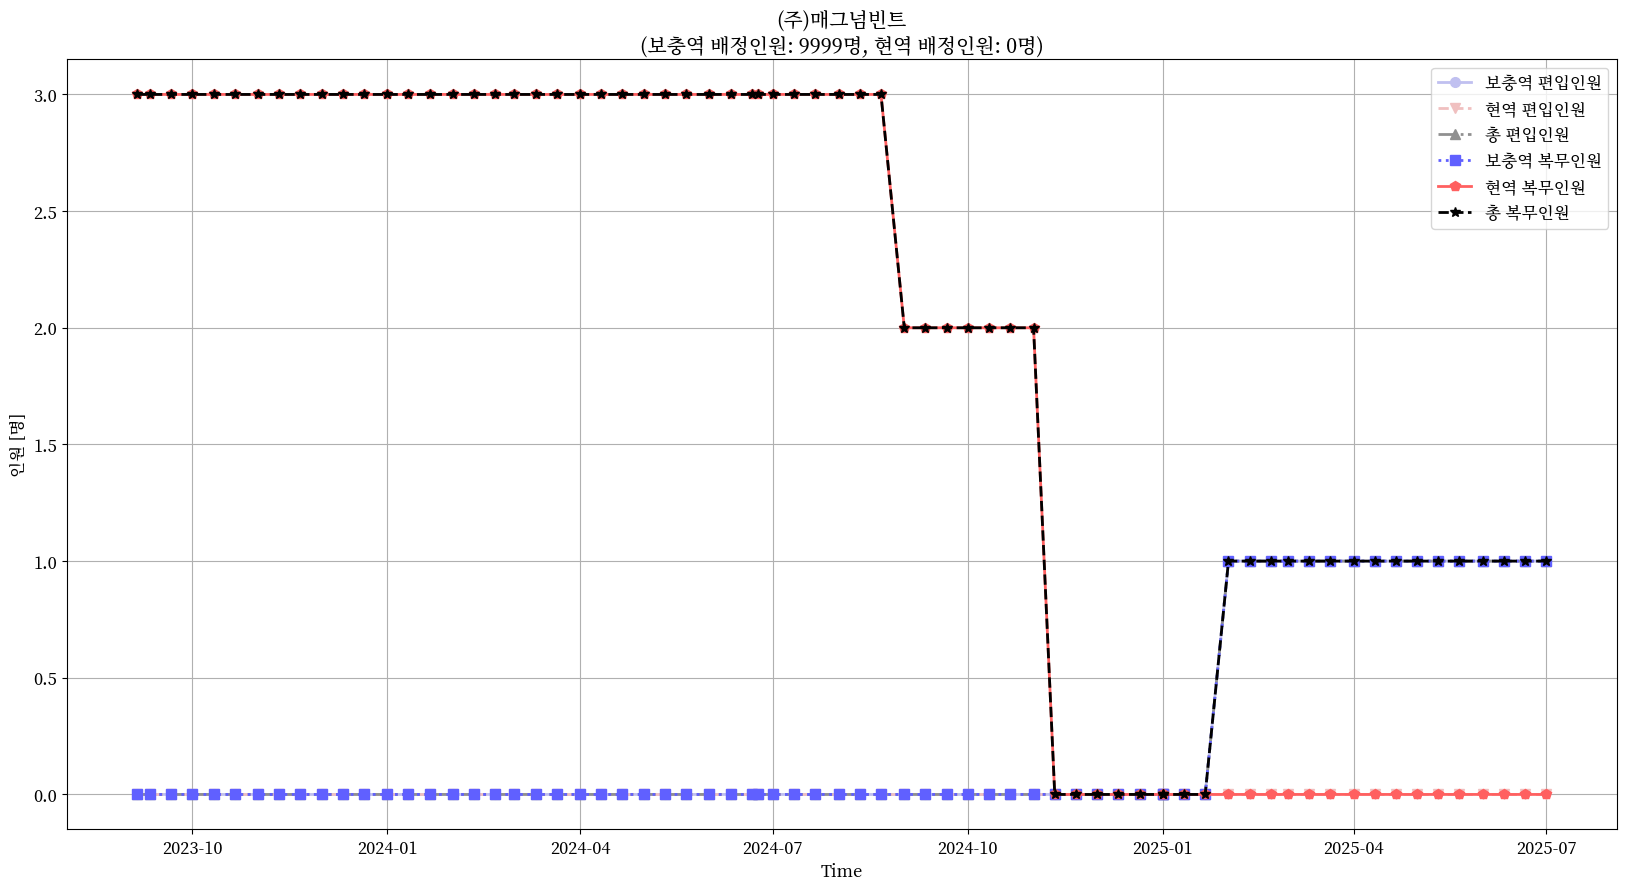 (주)매그넘빈트
(보충역 배정인원: 9999명, 현역 배정인원: 0명)
보충역 편입인원
현역 편입인원
총 편입인원
보충역 복무인원
현역 복무인원
총 복무인원
인원 [명]
3.0
2.5
2.0
1.5
1.0
0.5
0.0
2023-10 2024-01 2024-04 2024-07 2024-10 2025-01 2025-04 2025-07
Time